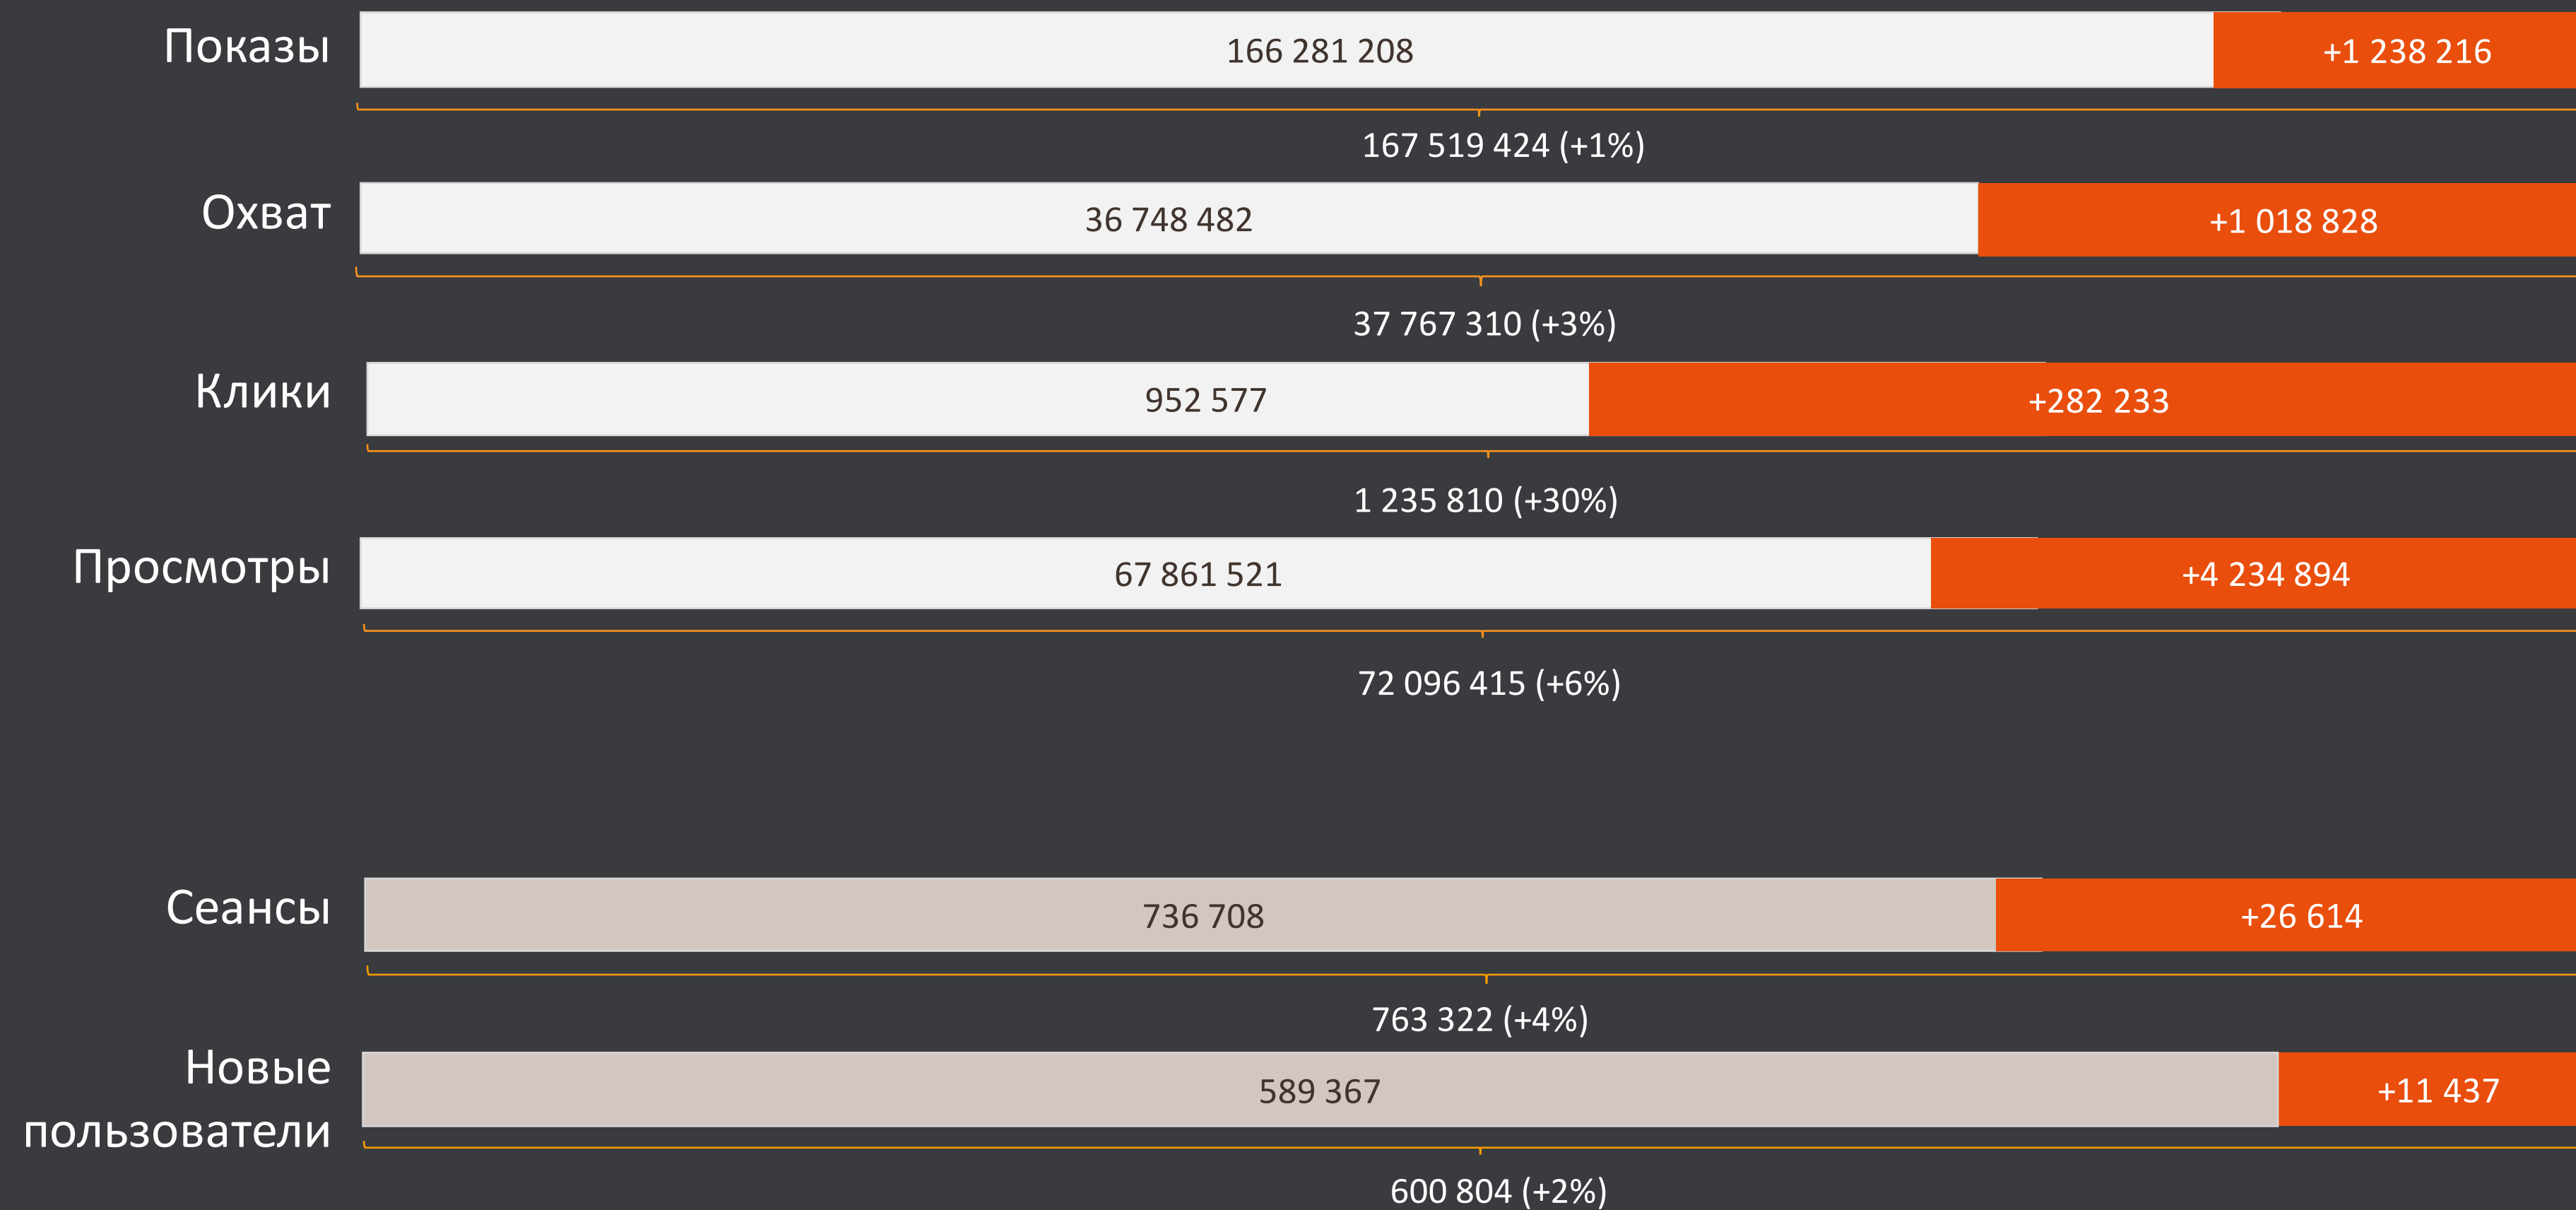 Показы
166 281 208
+1 238 216
167 519 424 (+1%)
Охват
36 748 482
+1 018 828
37 767 310 (+3%)
Клики
952 577
+282 233
1 235 810 (+30%)
Просмотры
67 861 521
+4 234 894
72 096 415 (+6%)
Сеансы
736 708
+26 614
763 322 (+4%)
Новые
пользователи
589 367
+11 437
600 804 (+2%)